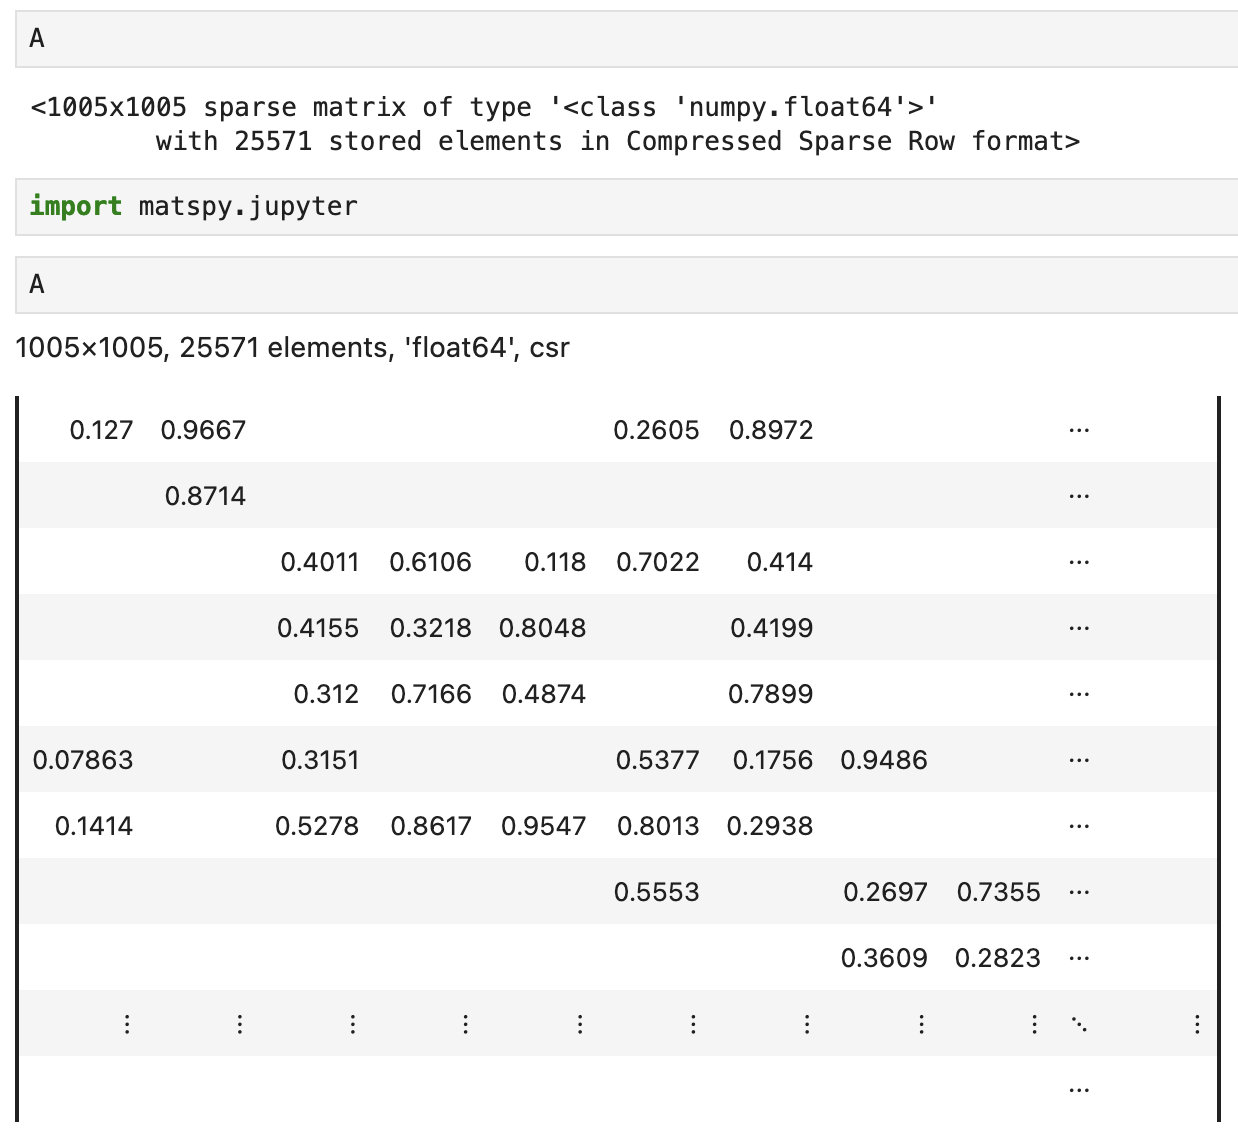 A
<1005x1005 sparse matrix of type '<class 'numpy.float64'>'
with 25571 stored elements in Compressed Sparse Row format>
import matspy.jupyter
A
1005×1005, 25571 elements, 'float64', csr
0.127 0.9667 0.2605 0.8972 ⋯
0.8714 ⋯
0.4011 0.6106 0.118 0.7022 0.414 ⋯
0.4155 0.3218 0.8048 0.4199 ⋯
0.312 0.7166 0.4874 0.7899 ⋯
0.07863 0.3151 0.5377 0.1756 0.9486 ⋯
0.1414 0.5278 0.8617 0.9547 0.8013 0.2938 ⋯
0.5553 0.2697 0.7355 ⋯
0.3609 0.2823 ⋯
⋮ ⋮ ⋮ ⋮ ⋮ ⋮ ⋮ ⋮ ⋮ ⋱ ⋮
⋯